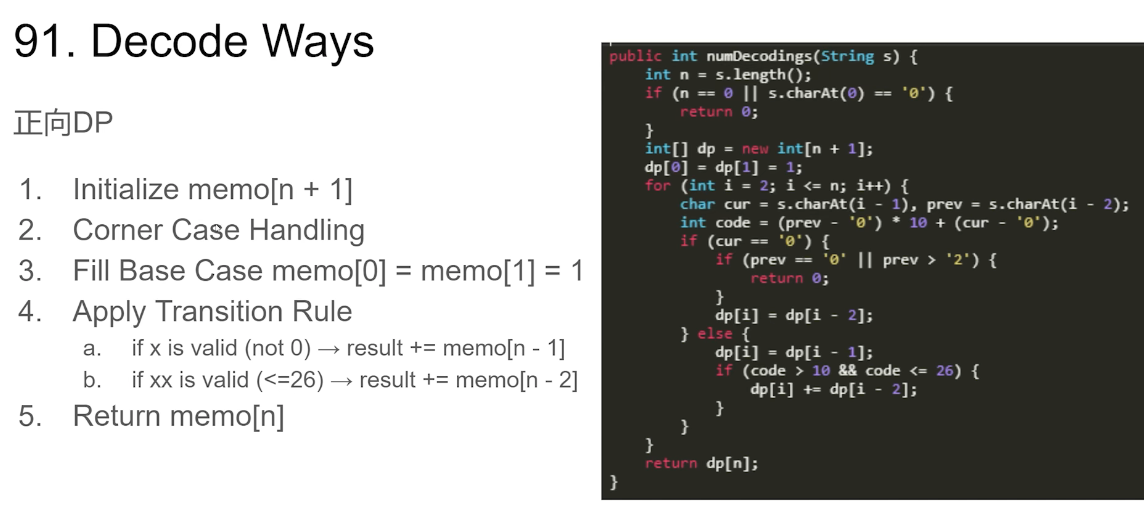 91. Decode Ways
正向DP
1. Initialize memo[n + 1]
2. Corner Case Handling
3. Fill Base Case memo[0] = memo[1] = 1
4. Apply Transition Rule
a. if x is valid (not 0) → result += memo[n - 1]
b. if xx is valid (<=26) → result += memo[n - 2]
5. Return memo[n]
public int numDecodings(String s) {
    int n = s.length();
    if (n == 0 || s.charAt(0) == '0') {
        return 0;
    }
    int[] dp = new int[n + 1];
    dp[0] = dp[1] = 1;
    for (int i = 2; i <= n; i++) {
        char cur = s.charAt(i - 1), prev = s.charAt(i - 2);
        int code = (prev - '0') * 10 + (cur - '0');
        if (cur == '0') {
            if (prev == '0' || prev > '2') {
                return 0;
            }
            dp[i] = dp[i - 2];
        } else {
            dp[i] = dp[i - 1];
            if (code > 10 && code <= 26) {
                dp[i] += dp[i - 2];
            }
        }
    }
    return dp[n];
}